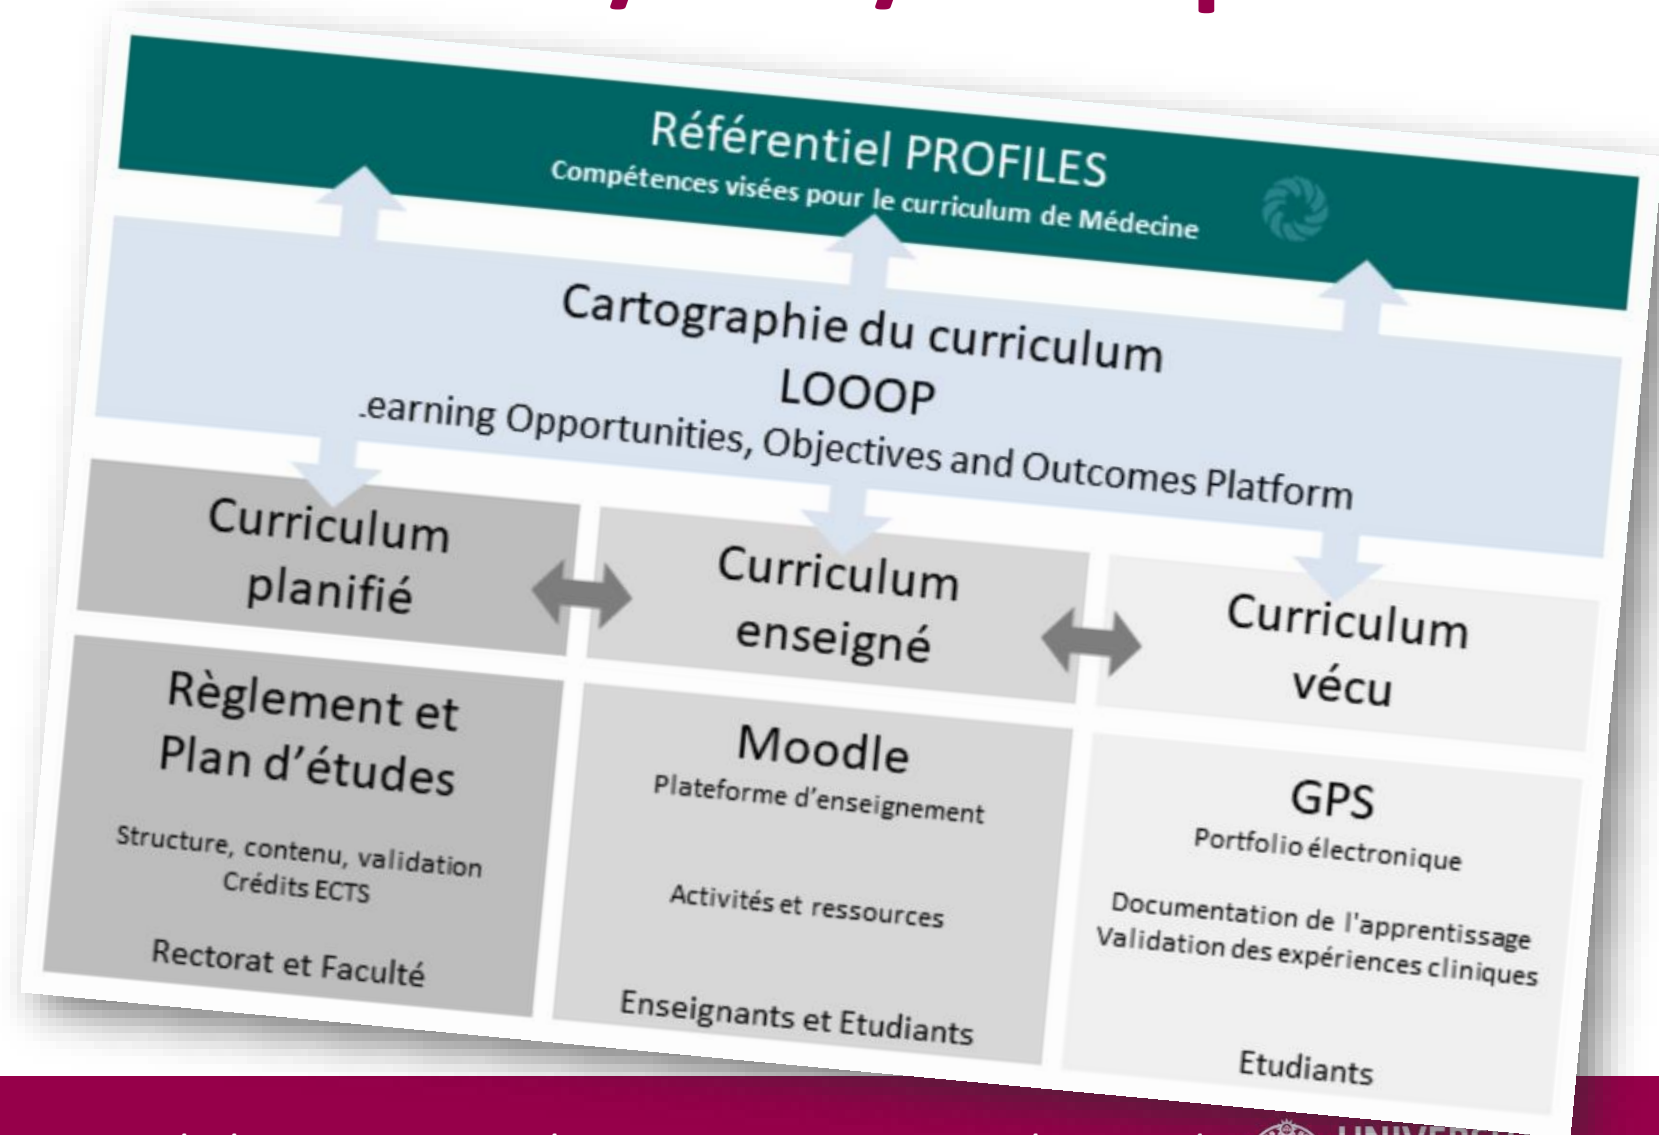 Référentiel PROFILES
Compétences visées pour le curriculum de Médecine
Cartographie du curriculum
LOOOP
earning Opportunities, Objectives and Outcomes Platform
Curriculum
planifié
Curriculum
enseigné
Curriculum
vécu
Règlement et
Plan d'études
Structure, contenu, validation
Crédits ECTS
Rectorat et Faculté
Moodle
Plateforme d'enseignement
Activités et ressources
Enseignants et Etudiants
GPS
Portfolio électronique
Documentation de l'apprentissage
Validation des expériences cliniques
Etudiants